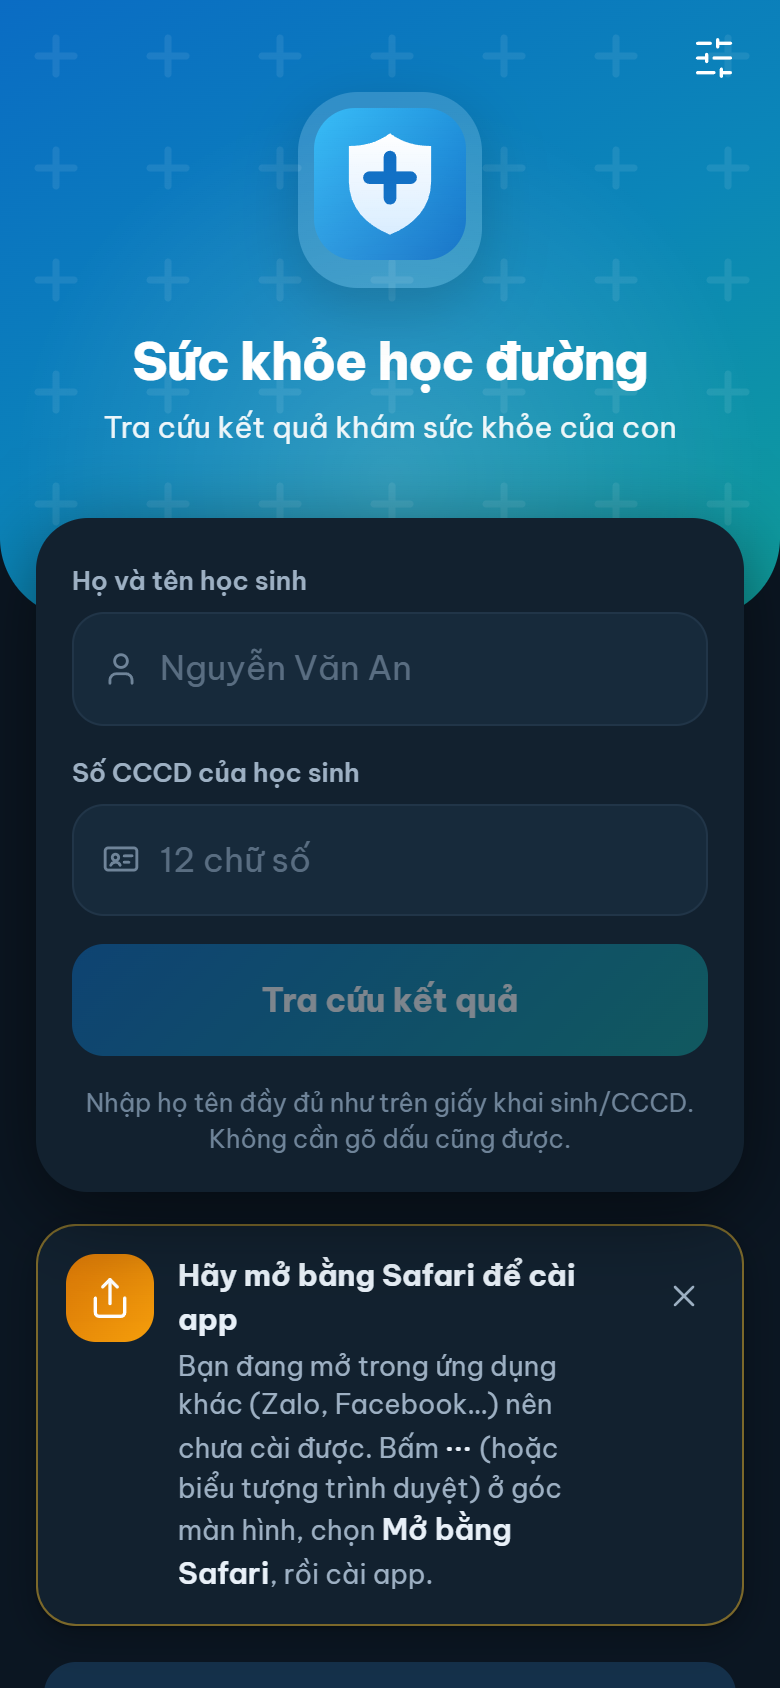 Sức khỏe học đường
Tra cứu kết quả khám sức khỏe của con
Họ và tên học sinh
Nguyễn Văn An
Số CCCD của học sinh
12 chữ số
Tra cứu kết quả
Nhập họ tên đầy đủ như trên giấy khai sinh/CCCD.
Không cần gõ dấu cũng được.
Hãy mở bằng Safari để cài
app
Bạn đang mở trong ứng dụng
khác (Zalo, Facebook…) nên
chưa cài được. Bấm ··· (hoặc
biểu tượng trình duyệt) ở góc
màn hình, chọn Mở bằng
Safari, rồi cài app.